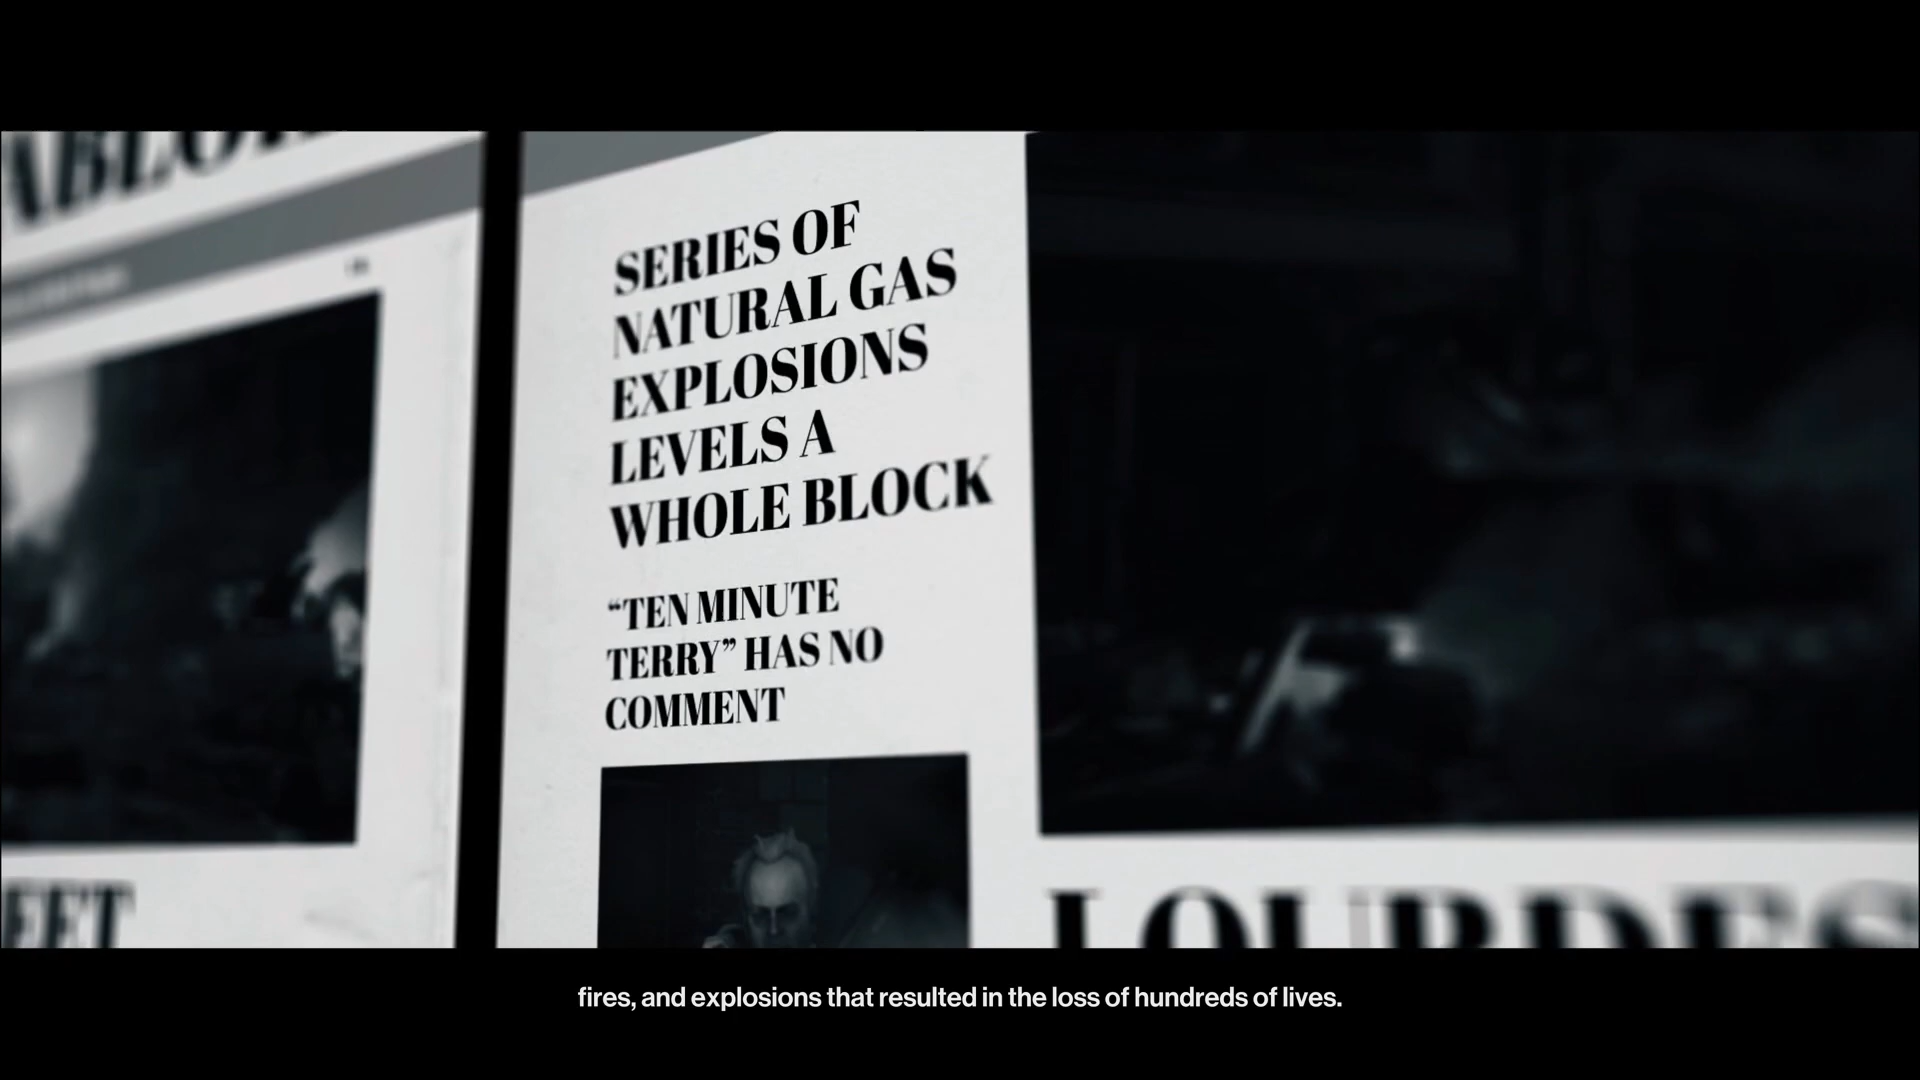 SERIES OF
NATURAL GAS
EXPLOSIONS
LEVELS A
WHOLE BLOCK
“TEN MINUTE
TERRY” HAS NO
COMMENT
LOURDES
fires, and explosions that resulted in the loss of hundreds of lives.